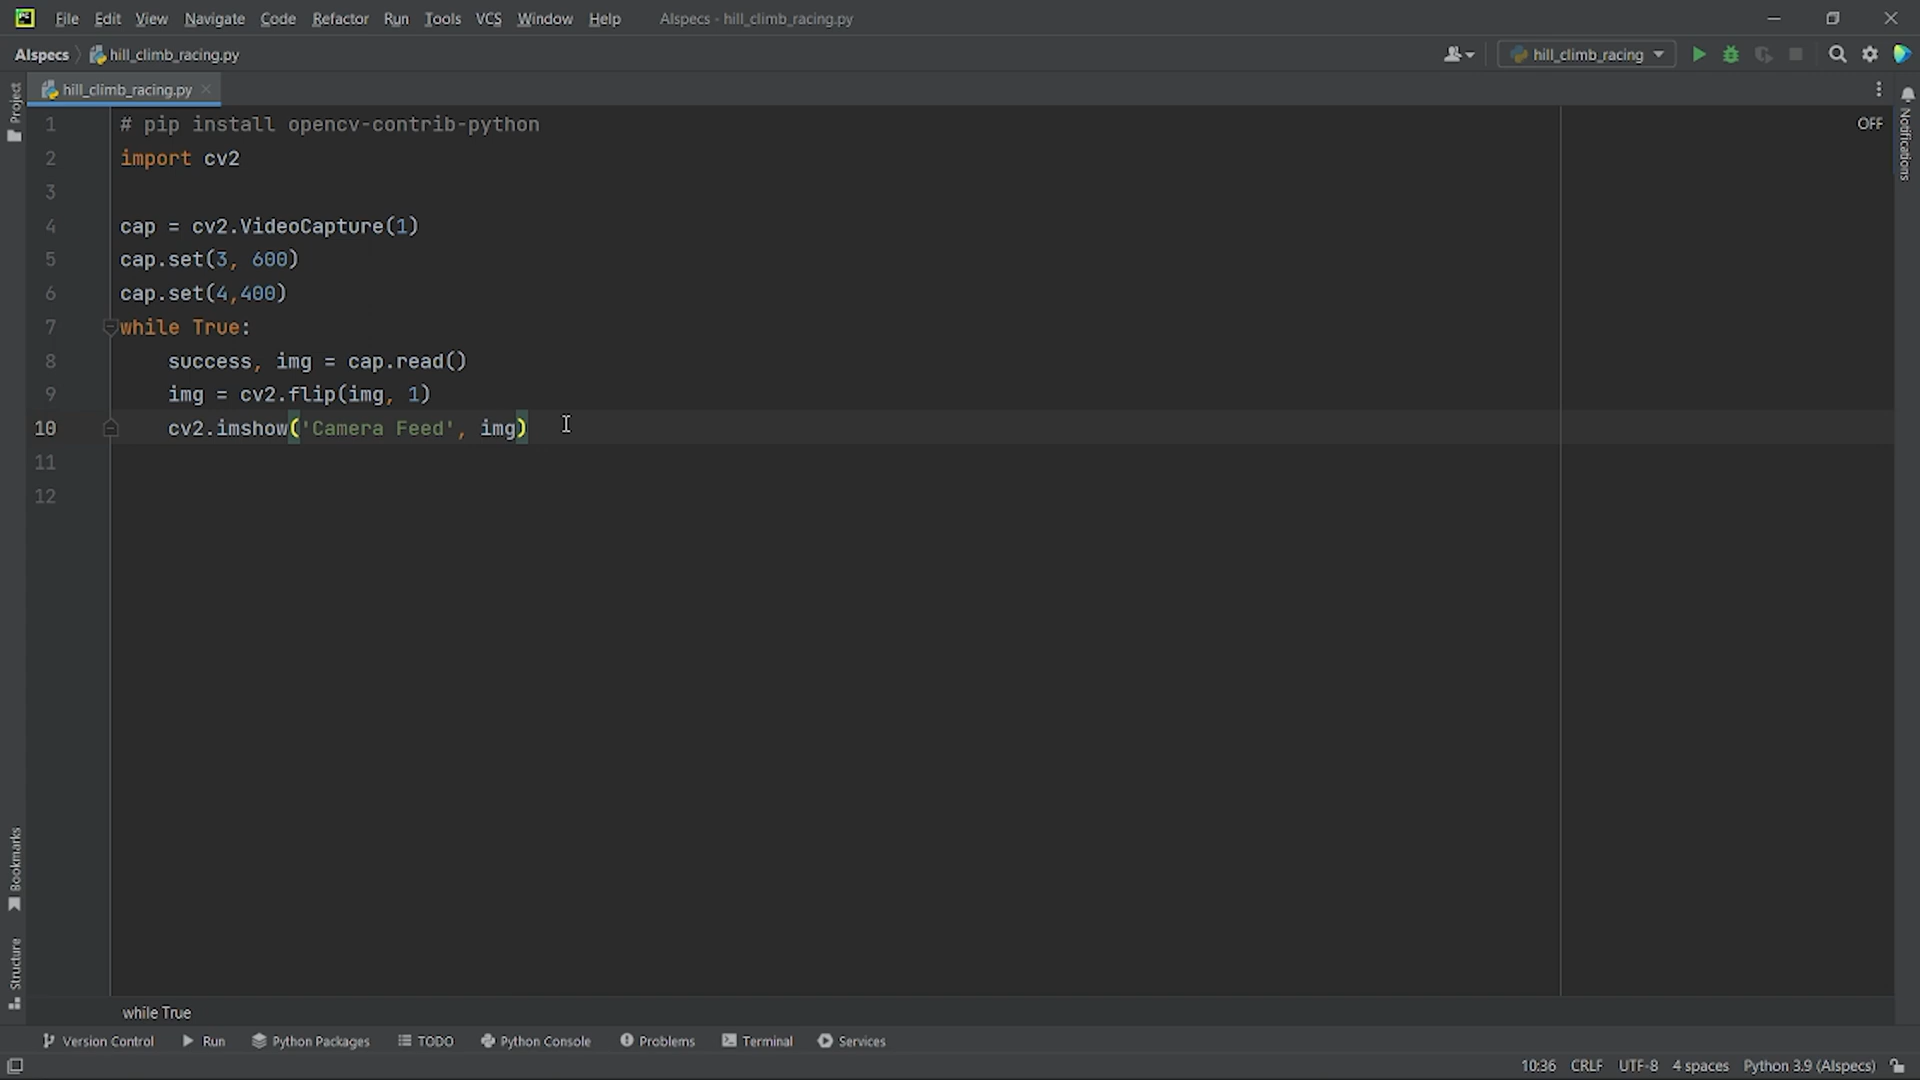 File Edit View Navigate Code Refactor Run Tools VCS Window Help AIspecs - hill_climb_racing.py
AIspecs hill_climb_racing.py hill_climb_racing
Project
hill_climb_racing.py
1 # pip install opencv-contrib-python
OFF
Notifications
2 import cv2
3
4 cap = cv2.VideoCapture(1)
5 cap.set(3, 600)
6 cap.set(4,400)
7 while True:
8 success, img = cap.read()
9 img = cv2.flip(img, 1)
10 cv2.imshow('Camera Feed', img)
11
12
Bookmarks
Structure
while True
Version Control Run Python Packages TODO Python Console Problems Terminal Services
10:36 CRLF UTF-8 4 spaces Python 3.9 (AIspecs)